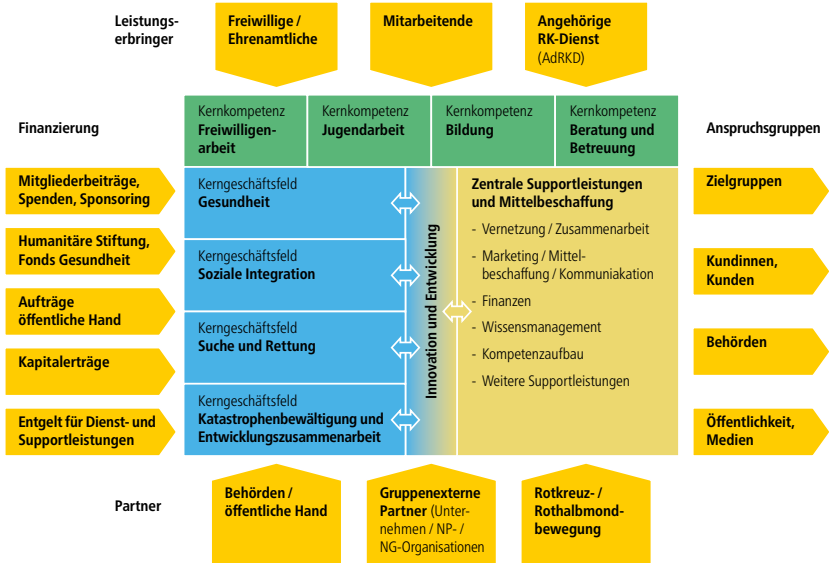 Leistungs-
erbringer
Freiwillige /
Ehrenamtliche
Mitarbeitende
Angehörige
RK-Dienst
(AdRKD)
Finanzierung
Kernkompetenz
Freiwilligen-
arbeit
Kernkompetenz
Jugendarbeit
Kernkompetenz
Bildung
Kernkompetenz
Beratung und
Betreuung
Anspruchsgruppen
Mitgliederbeiträge,
Spenden, Sponsoring
Humanitäre Stiftung,
Fonds Gesundheit
Aufträge
öffentliche Hand
Kapitalerträge
Entgelt für Dienst- und
Supportleistungen
Kerngeschäftsfeld
Gesundheit
Kerngeschäftsfeld
Soziale Integration
Kerngeschäftsfeld
Suche und Rettung
Kerngeschäftsfeld
Katastrophenbewältigung und
Entwicklungszusammenarbeit
Innovation und Entwicklung
Zentrale Supportleistungen
und Mittelbeschaffung
- Vernetzung / Zusammenarbeit
- Marketing / Mittel-
beschaffung / Kommuniakation
- Finanzen
- Wissensmanagement
- Kompetenzaufbau
- Weitere Supportleistungen
Zielgruppen
Kundinnen,
Kunden
Behörden
Öffentlichkeit,
Medien
Partner
Behörden /
öffentliche Hand
Gruppenexterne
Partner (Unter-
nehmen / NP- /
NG-Organisationen
Rotkreuz- /
Rothalbmond-
bewegung